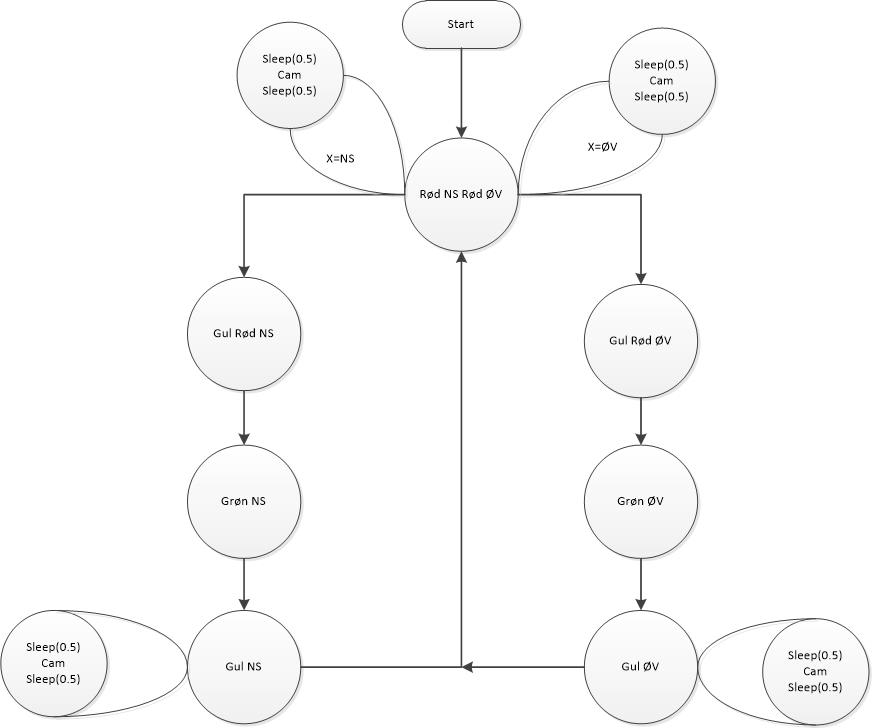 Start
Sleep(0.5)
Cam
Sleep(0.5)
Sleep(0.5)
Cam
Sleep(0.5)
X=NS
X=ØV
Rød NS Rød ØV
Gul Rød NS
Gul Rød ØV
Grøn NS
Grøn ØV
Sleep(0.5)
Cam
Sleep(0.5)
Gul NS
Gul ØV
Sleep(0.5)
Cam
Sleep(0.5)